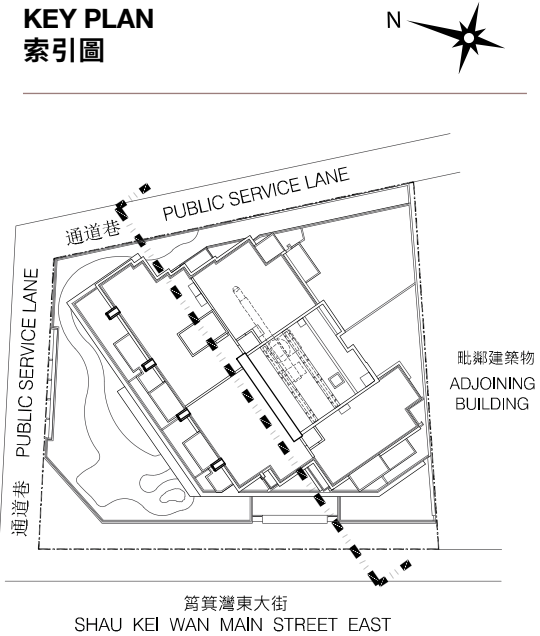 KEY PLAN
索引圖
N
PUBLIC SERVICE LANE
通道巷
PUBLIC SERVICE LANE
通道巷
毗鄰建築物
ADJOINING
BUILDING
筲箕灣東大街
SHAU KEI WAN MAIN STREET EAST